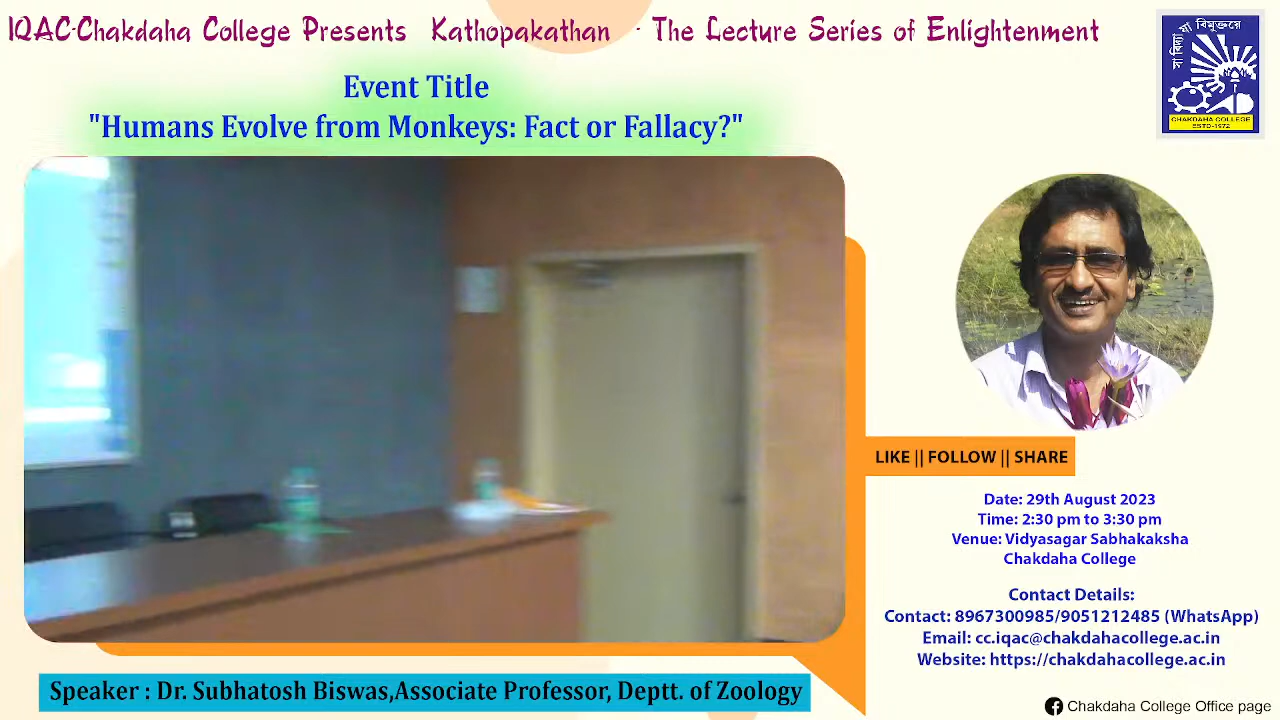 IQAC-Chakdaha College Presents Kathopakathan - The Lecture Series of Enlightenment
Event Title
"Humans Evolve from Monkeys: Fact or Fallacy?"
সা বিদ্যা যা বিমুক্তয়ে
CHAKDAHA COLLEGE
ESTD-1972
LIKE || FOLLOW || SHARE
Date: 29th August 2023
Time: 2:30 pm to 3:30 pm
Venue: Vidyasagar Sabhakaksha
Chakdaha College
Contact Details:
Contact: 8967300985/9051212485 (WhatsApp)
Email: cc.iqac@chakdahacollege.ac.in
Website: https://chakdahacollege.ac.in
Speaker : Dr. Subhatosh Biswas,Associate Professor, Deptt. of Zoology
Chakdaha College Office page